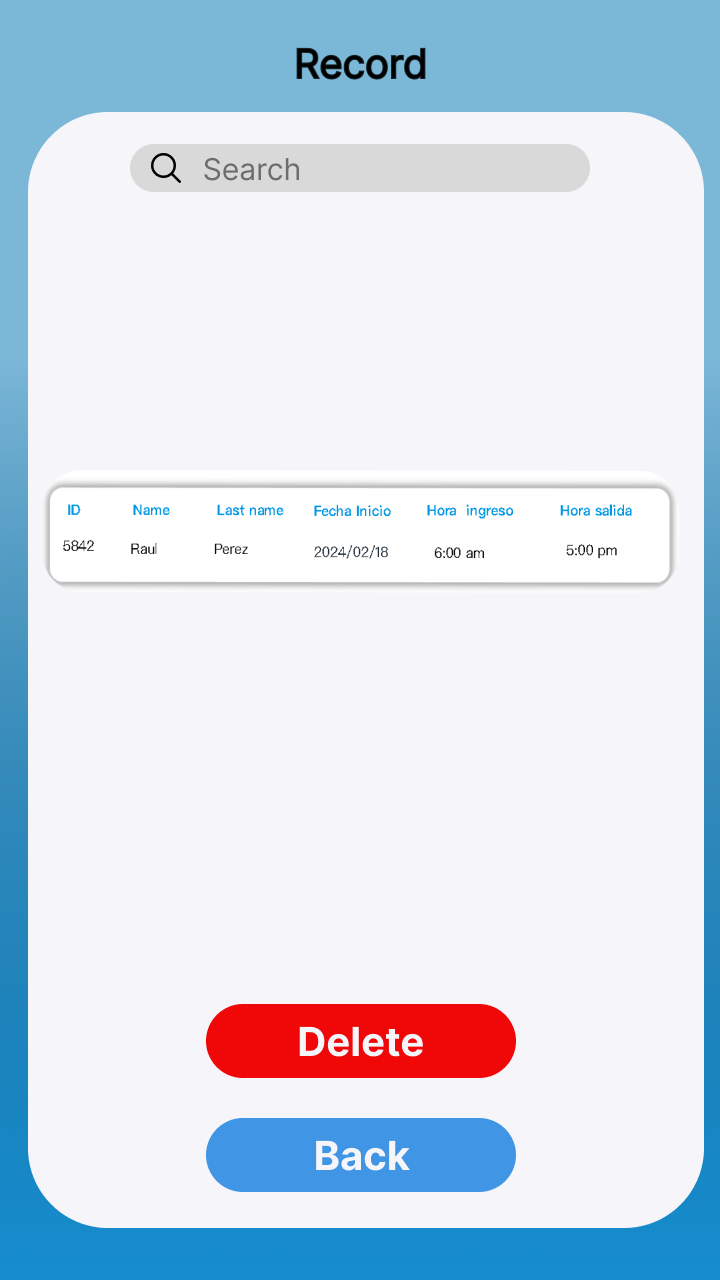 Record
Search
ID Name Last name Fecha Inicio Hora ingreso Hora salida
5842 Raul Perez 2024/02/18 6:00 am 5:00 pm
Delete
Back